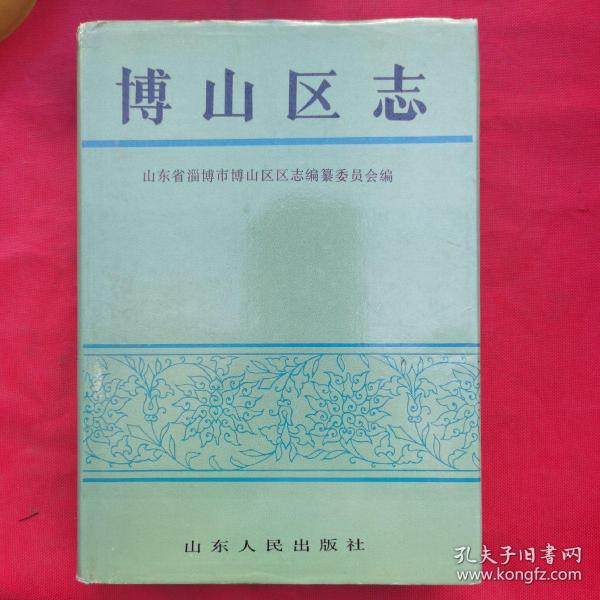 博山区志
山东省淄博市博山区区志编纂委员会编
山东人民出版社
孔夫子旧書网
www.kongfz.com